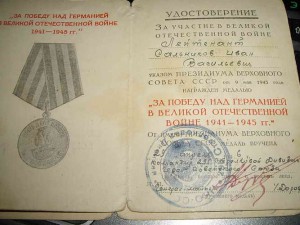 „ЗА ПОБЕДУ НАД ГЕРМАНИЕЙ
В ВЕЛИКОЙ ОТЕЧЕСТВЕННОЙ ВОЙНЕ
1941—1945 гг."
УДОСТОВЕРЕНИЕ
ЗА УЧАСТИЕ В ВЕЛИКОЙ
ОТЕЧЕСТВЕННОЙ ВОЙНЕ
Лейтенант
Сальников Иван
Васильевич
УКАЗОМ ПРЕЗИДИУМА ВЕРХОВНОГО
СОВЕТА СССР от 9 мая 1945 года
НАГРАЖДЕН МЕДАЛЬЮ
„ЗА ПОБЕДУ НАД ГЕРМАНИЕЙ
В ВЕЛИКОЙ ОТЕЧЕСТВЕННОЙ
ВОЙНЕ 1941—1945 гг."
ПРЕЗИДИУМА ВЕРХОВНОГО
МЕДАЛЬ ВРУЧЕНА